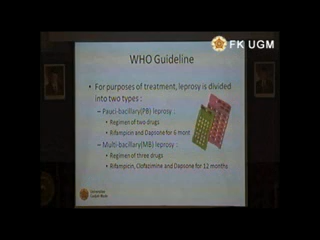 FK UGM
WHO Guideline
• For purposes of treatment, leprosy is divided
into two types :
– Pauci-bacillary(PB) leprosy :
• Regimen of two drugs
• Rifampicin and Dapsone for 6 mont
– Multi-bacillary(MB) leprosy :
• Regimen of three drugs
• Rifampicin, Clofazimine and Dapsone for 12 months